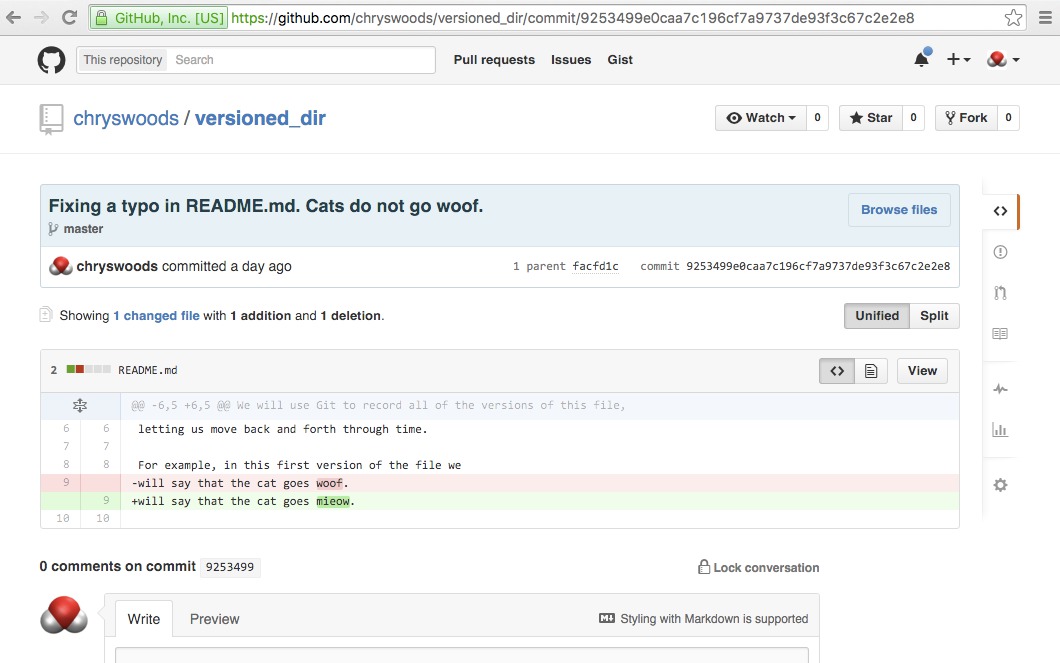 GitHub, Inc. [US] https://github.com/chryswoods/versioned_dir/commit/9253499e0caa7c196cf7a9737de93f3c67c2e2e8
This repository Search Pull requests Issues Gist
chryswoods / versioned_dir Watch 0 Star 0 Fork 0
Fixing a typo in README.md. Cats do not go woof. Browse files
master
chryswoods committed a day ago 1 parent facfd1c commit 9253499e0caa7c196cf7a9737de93f3c67c2e2e8
Showing 1 changed file with 1 addition and 1 deletion. Unified Split
2 README.md <> View
@@ -6,5 +6,5 @@ We will use Git to record all of the versions of this file,
6 6 letting us move back and forth through time.
7 7
8 8 For example, in this first version of the file we
9 -will say that the cat goes woof.
9 +will say that the cat goes mieow.
10 10
0 comments on commit 9253499 Lock conversation
Write Preview Styling with Markdown is supported